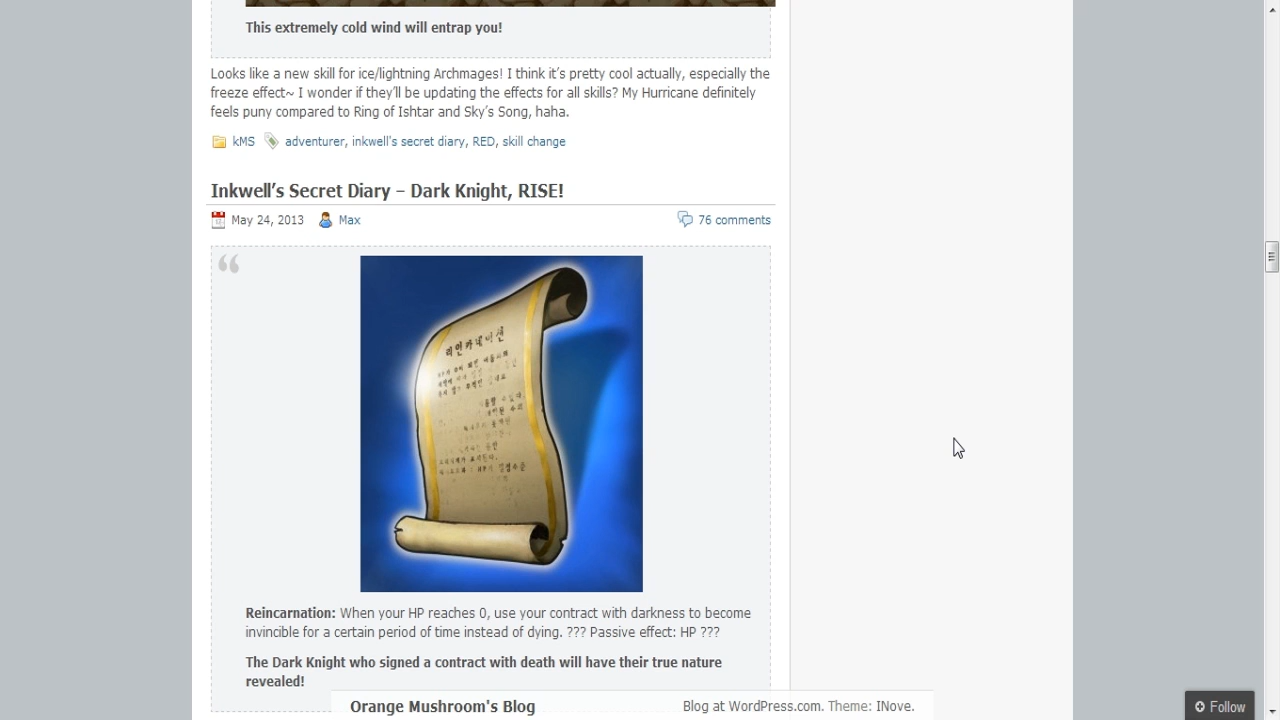 This extremely cold wind will entrap you!
Looks like a new skill for ice/lightning Archmages! I think it’s pretty cool actually, especially the
freeze effect~ I wonder if they’ll be updating the effects for all skills? My Hurricane definitely
feels puny compared to Ring of Ishtar and Sky’s Song, haha.
kMS adventurer, inkwell's secret diary, RED, skill change
Inkwell’s Secret Diary – Dark Knight, RISE!
May 24, 2013 Max 76 comments
리인카네이션
Reincarnation: When your HP reaches 0, use your contract with darkness to become
invincible for a certain period of time instead of dying. ??? Passive effect: HP ???
The Dark Knight who signed a contract with death will have their true nature
revealed!
Orange Mushroom's Blog Blog at WordPress.com. Theme: INove.
Follow